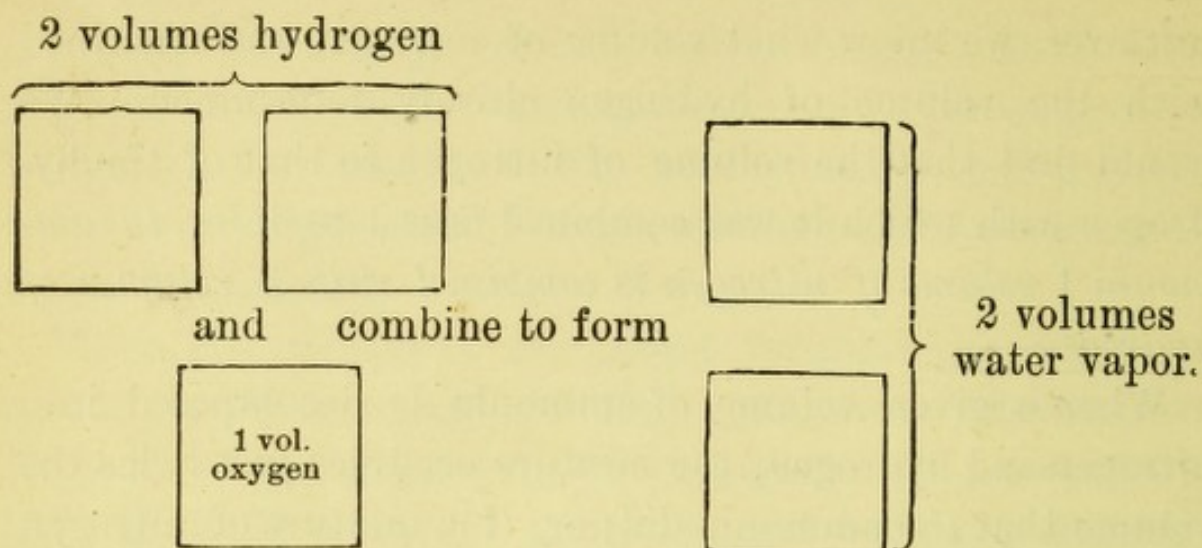 2 volumes hydrogen
and combine to form
1 vol.
oxygen
2 volumes
water vapor.